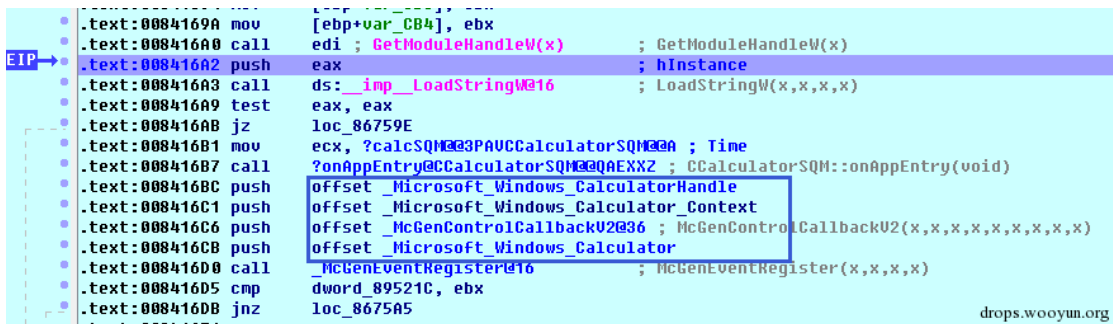 .text:0084169A mov [ebp+var_CB4], ebx
.text:008416A0 call edi ; GetModuleHandleW(x) ; GetModuleHandleW(x)
EIP .text:008416A2 push eax ; hInstance
.text:008416A3 call ds:__imp__LoadStringW@16 ; LoadStringW(x,x,x,x)
.text:008416A9 test eax, eax
.text:008416AB jz loc_86759E
.text:008416B1 mov ecx, ?calcSQM@@3PAVCCalculatorSQM@@A ; Time
.text:008416B7 call ?onAppEntry@CCalculatorSQM@@QAEXXZ ; CCalculatorSQM::onAppEntry(void)
.text:008416BC push offset _Microsoft_Windows_CalculatorHandle
.text:008416C1 push offset _Microsoft_Windows_Calculator_Context
.text:008416C6 push offset _McGenControlCallbackV2@36 ; McGenControlCallbackV2(x,x,x,x,x,x,x,x,x)
.text:008416CB push offset _Microsoft_Windows_Calculator
.text:008416D0 call _McGenEventRegister@16 ; McGenEventRegister(x,x,x,x)
.text:008416D5 cmp dword_89521C, ebx
.text:008416DB jnz loc_8675A5
drops.wooyun.org